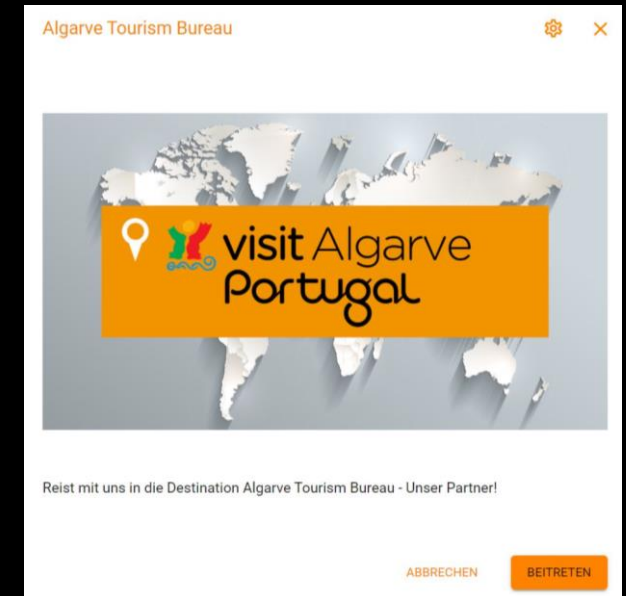 Algarve Tourism Bureau
visit Algarve
Portugal
Reist mit uns in die Destination Algarve Tourism Bureau - Unser Partner!
ABBRECHEN BEITRETEN